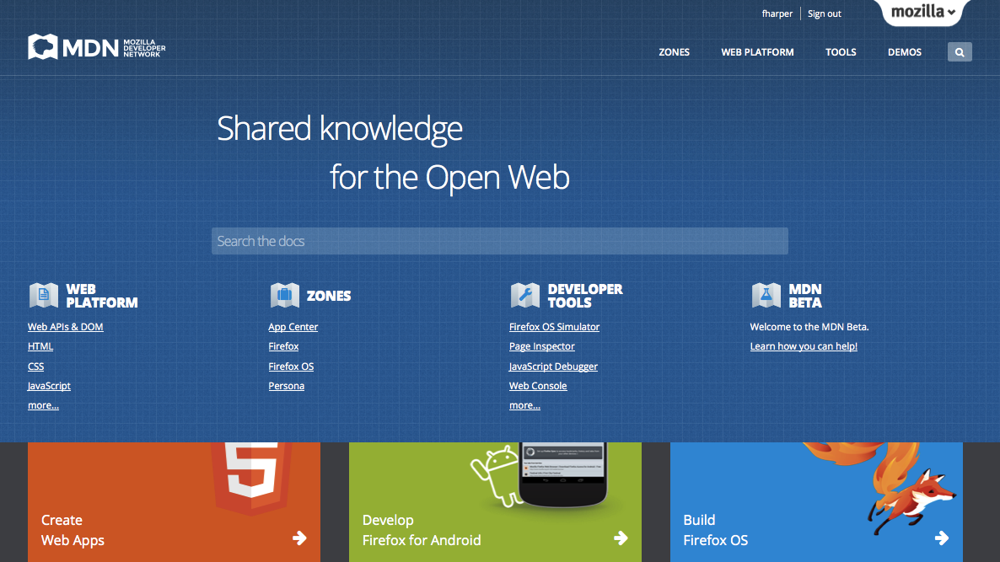 fharper
Sign out
mozilla
MDN
MOZILLA
DEVELOPER
NETWORK
ZONES
WEB PLATFORM
TOOLS
DEMOS
Shared knowledge
for the Open Web
Search the docs
WEB
PLATFORM
Web APIs & DOM
HTML
CSS
JavaScript
more...
ZONES
App Center
Firefox
Firefox OS
Persona
DEVELOPER
TOOLS
Firefox OS Simulator
Page Inspector
JavaScript Debugger
Web Console
more...
MDN
BETA
Welcome to the MDN Beta.
Learn how you can help!
Create
Web Apps
Develop
Firefox for Android
Build
Firefox OS